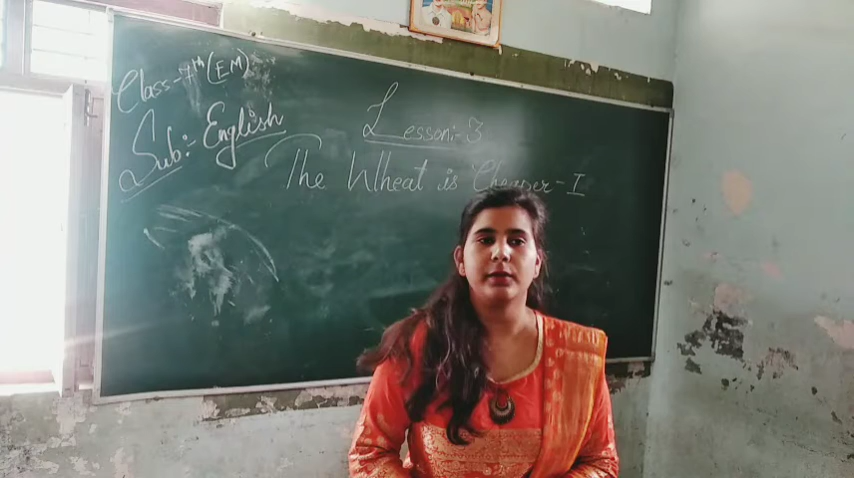 Class-7th (EM)
Sub:- English
Lesson:-3
The Wheat is Cheaper-I